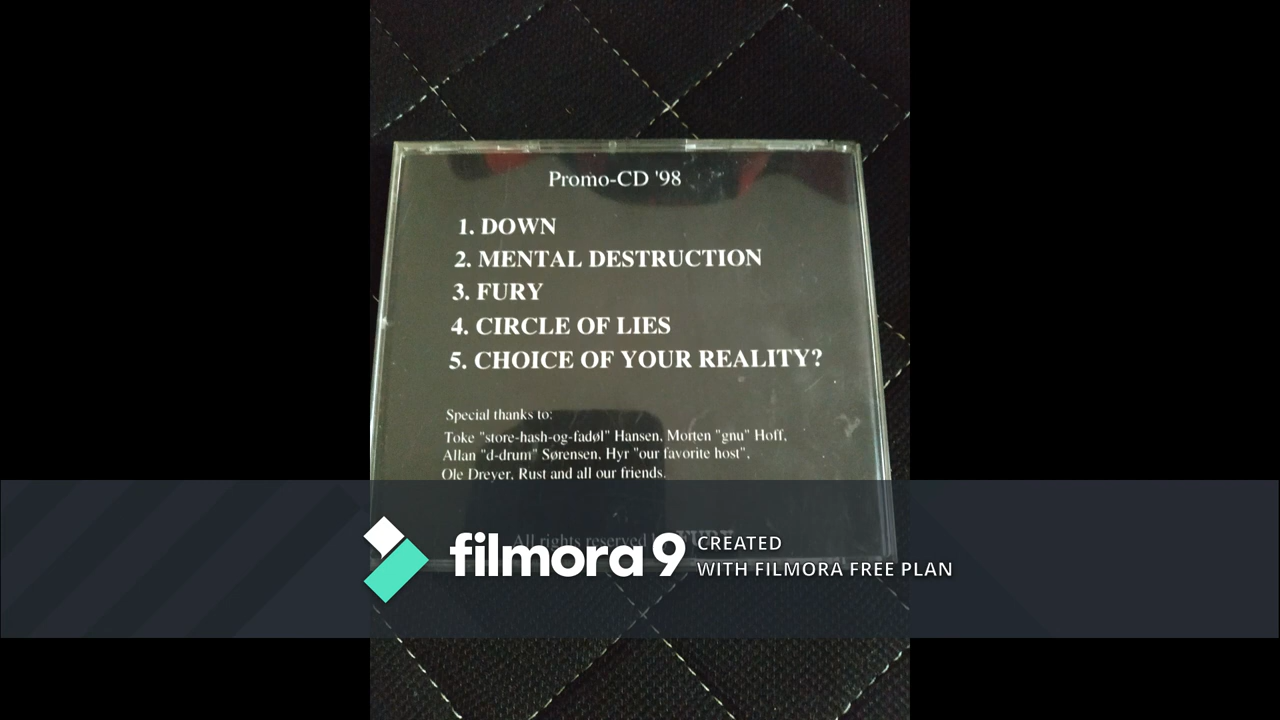 Promo-CD '98
1. DOWN
2. MENTAL DESTRUCTION
3. FURY
4. CIRCLE OF LIES
5. CHOICE OF YOUR REALITY?
Special thanks to:
Toke "store-hash-og-fadøl" Hansen, Morten "gnu" Hoff,
Allan "d-drum" Sørensen, Hyr "our favorite host",
Ole Dreyer, Rust and all our friends.
All rights reserved FURY
filmora9 CREATED
WITH FILMORA FREE PLAN